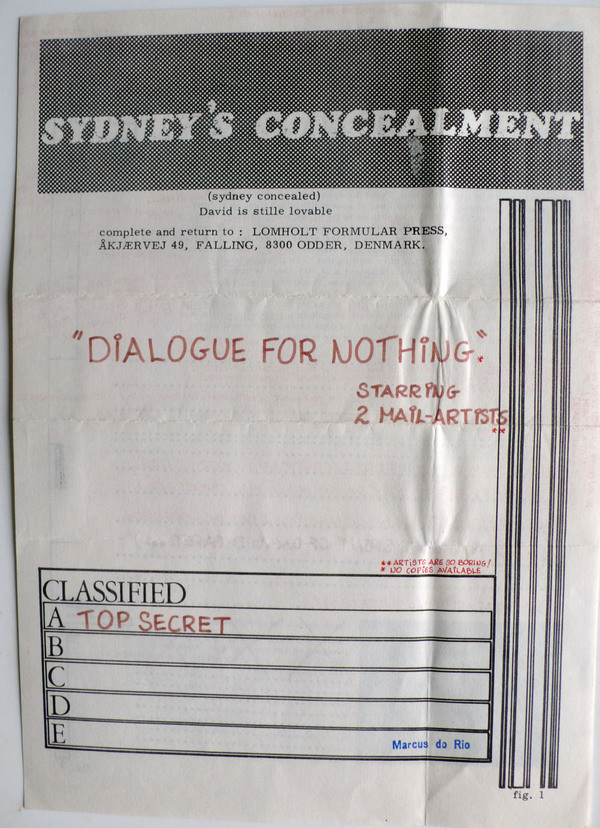 SYDNEY'S CONCEALMENT
(sydney concealed)
David is stille lovable
complete and return to : LOMHOLT FORMULAR PRESS,
ÅKJÆRVEJ 49, FALLING, 8300 ODDER, DENMARK.
"DiALOGUE FOR NOTHiNG"*
STARRiNG
2 MAiL-ARTiSTS
**
** ARTiSTS ARE SO BORiNG!
* NO COPiES AVAiLABLE
CLASSIFIED
A TOP SECRET
B
C
D
E
Marcus do Rio
fig. 1